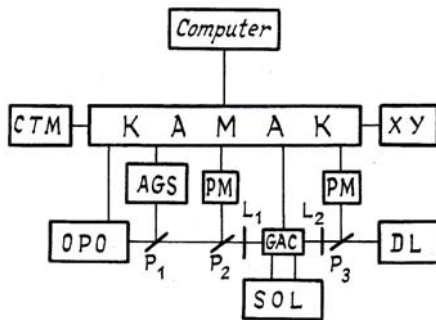 Computer
CTM K A M A K XY
AGS PM PM
L1 L2
OPO GAC DL
P1 P2 P3
SOL